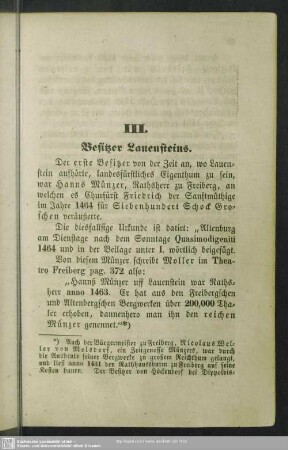 III.
Besitzer Lauensteins.
Der erste Besitzer von der Zeit an, wo Lauen-
stein aufhörte, landesfürstliches Eigenthum zu sein,
war Hanns Münzer, Rathsherr zu Freiberg, an
welchen es Churfürst Friedrich der Sanftmüthige
im Jahre 1464 für Siebenhundert Schock Gro-
schen veräußerte.
Die diesfallsige Urkunde ist datirt: „Altenburg
am Dienstage nach dem Sonntage Quasimodigeniti
1464 und in der Beilage unter I. wörtlich beigefügt.
Von diesem Münzer schreibt Moller im Thea-
tro Freiberg pag. 372 also:
„Hannß Münzer uff Lauenstein war Raths-
herr anno 1463. Er hat aus den Freibergschen
und Altenbergschen Bergwerken über 200,000 Tha-
ler erhoben, dannenhero man ihn den reichen
Münzer genennet."*)
*) Auch der Bürgermeister zu Freiberg, Nicolaus Wel-
ler von Molsdorf, ein Zeitgenosse Münzers, war durch
die Ausbeute seiner Bergwerke zu großem Reichthum gelangt,
und ließ anno 1481 den Rathhausthurm zu Freiberg auf seine
Kosten bauen. Der Besitzer von Höckendorf bei Dippoldis-